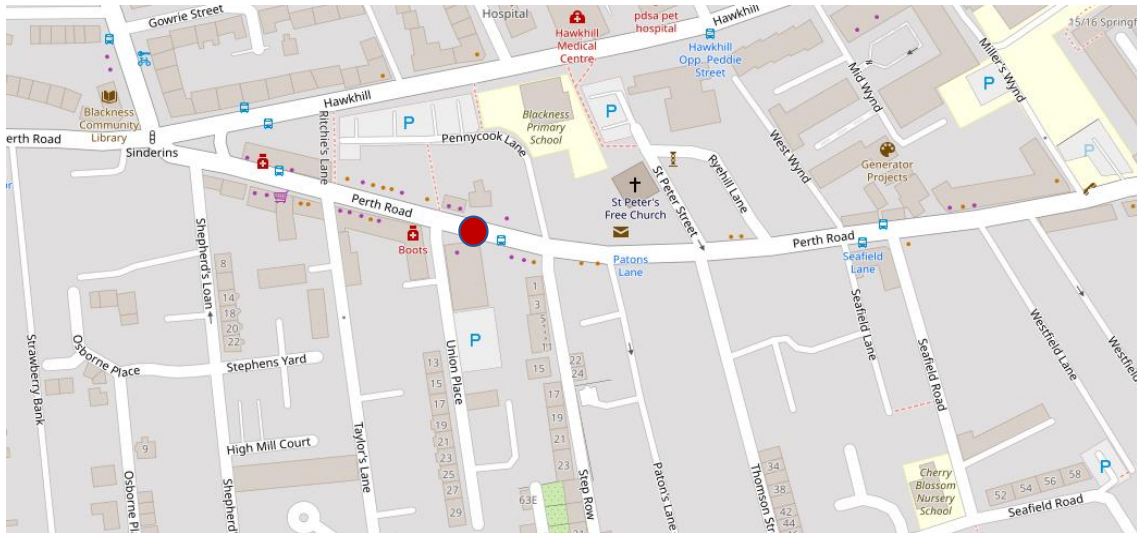 Gowrie Street
Hospital
Hawkhill
Medical
Centre
pdsa pet
hospital
Hawkhill
Hawkhill
Opp. Peddie
Street
15/16 Springf
Miller's Wynd
Mid Wynd
P
Blackness
Community
Library
Hawkhill
P
Blackness
Primary
School
P
West Wynd
P
erth Road
Sinderins
Ritchie's Lane
Pennycook Lane
Ryehill Lane
Generator
Projects
St Peter Street
St Peter's
Free Church
Perth Road
Boots
Patons
Lane
Perth Road
Seafield
Lane
Shepherd's Loan
8
14
18
20
22
1
3
5
11
15
Osborne Place
Stephens Yard
Strawberry Bank
Union Place
P
13
15
17
19
21
23
25
27
29
22
24
17
19
21
23
21
63E
Seafield Lane
Seafield Road
Westfield Lane
Westfield
High Mill Court
9
Osborne Pl
Shepherd'
Taylor's Lane
Step Row
Paton's Lane
Thomson Str
34
38
42
44
46
Cherry
Blossom
Nursery
School
52
54
56
58
P
Seafield Road